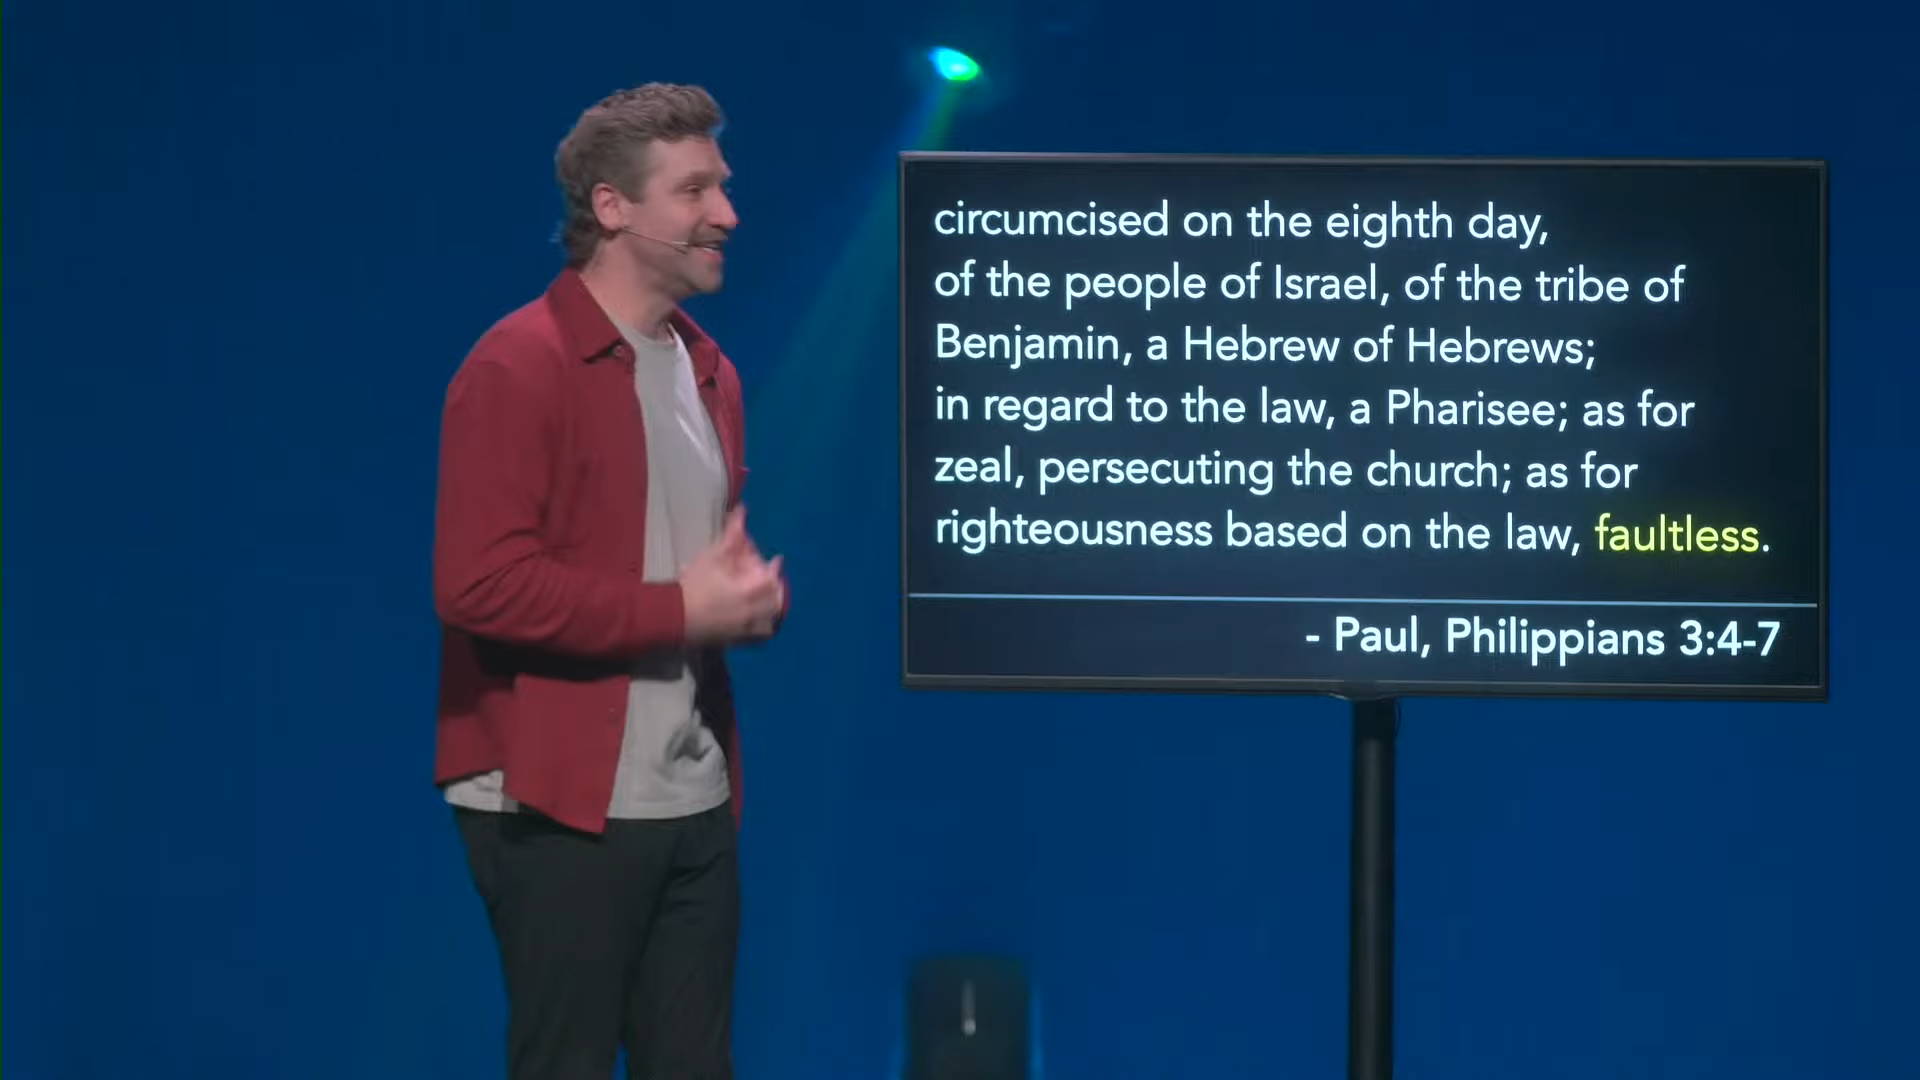 circumcised on the eighth day,
of the people of Israel, of the tribe of
Benjamin, a Hebrew of Hebrews;
in regard to the law, a Pharisee; as for
zeal, persecuting the church; as for
righteousness based on the law, faultless.
- Paul, Philippians 3:4-7